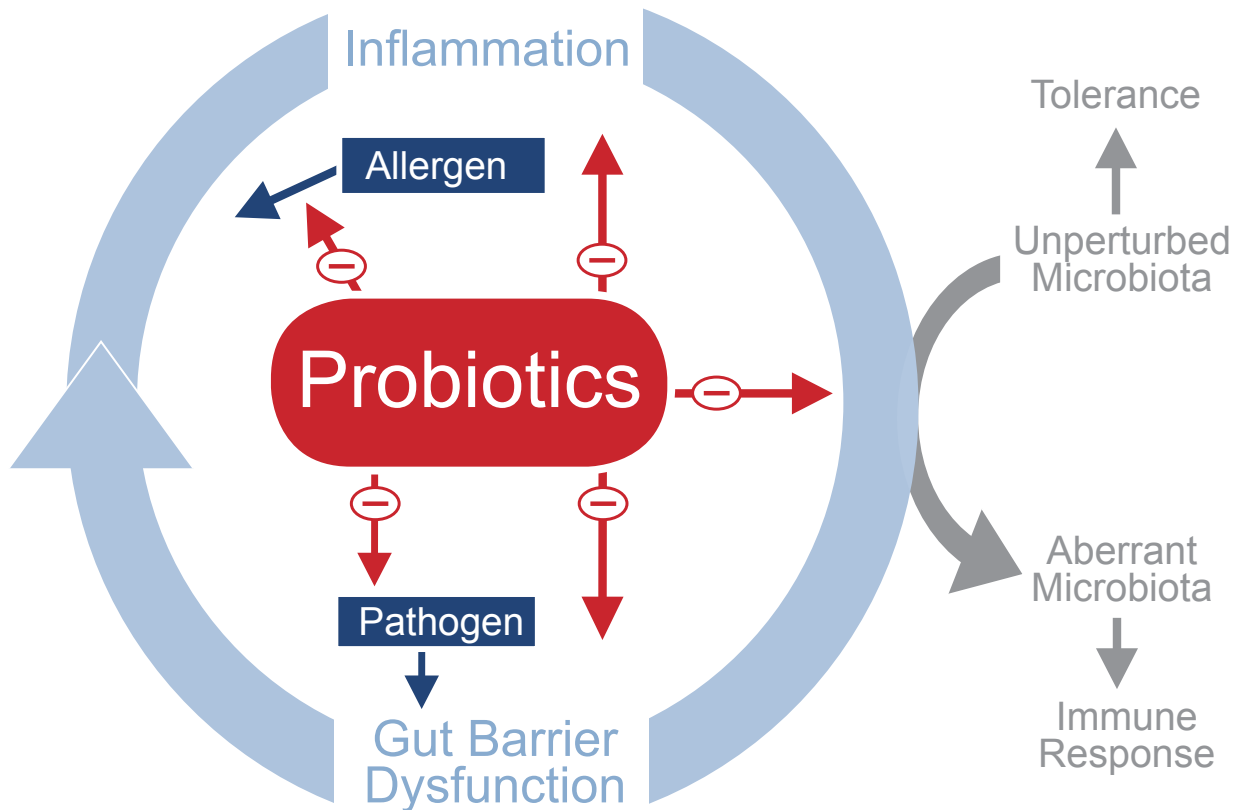 Inflammation
Allergen
Probiotics
Pathogen
Gut Barrier
Dysfunction
Tolerance
Unperturbed
Microbiota
Aberrant
Microbiota
Immune
Response